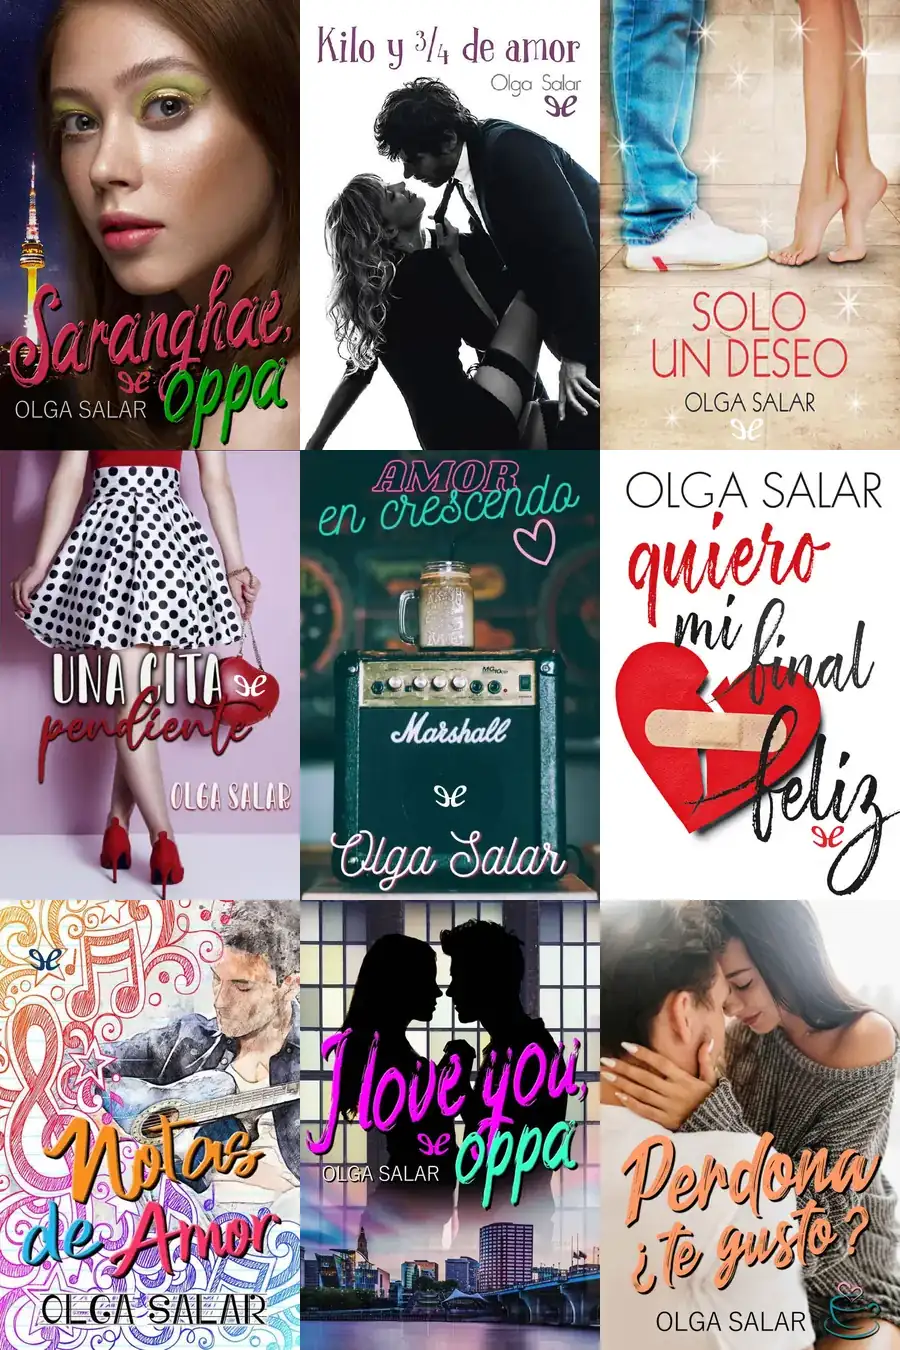 Saranghae,
oppa
OLGA SALAR
Kilo y 3/4 de amor
Olga Salar
SOLO
UN DESEO
OLGA SALAR
UNA CITA
pendiente
OLGA SALAR
AMOR
en crescendo
MG10CD
Marshall
Olga Salar
OLGA SALAR
quiero
mi final
feliz
Notas
de Amor
OLGA SALAR
I love you,
oppa
OLGA SALAR
Perdona
¿te gusto?
OLGA SALAR